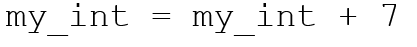 my_int = my_int + 7